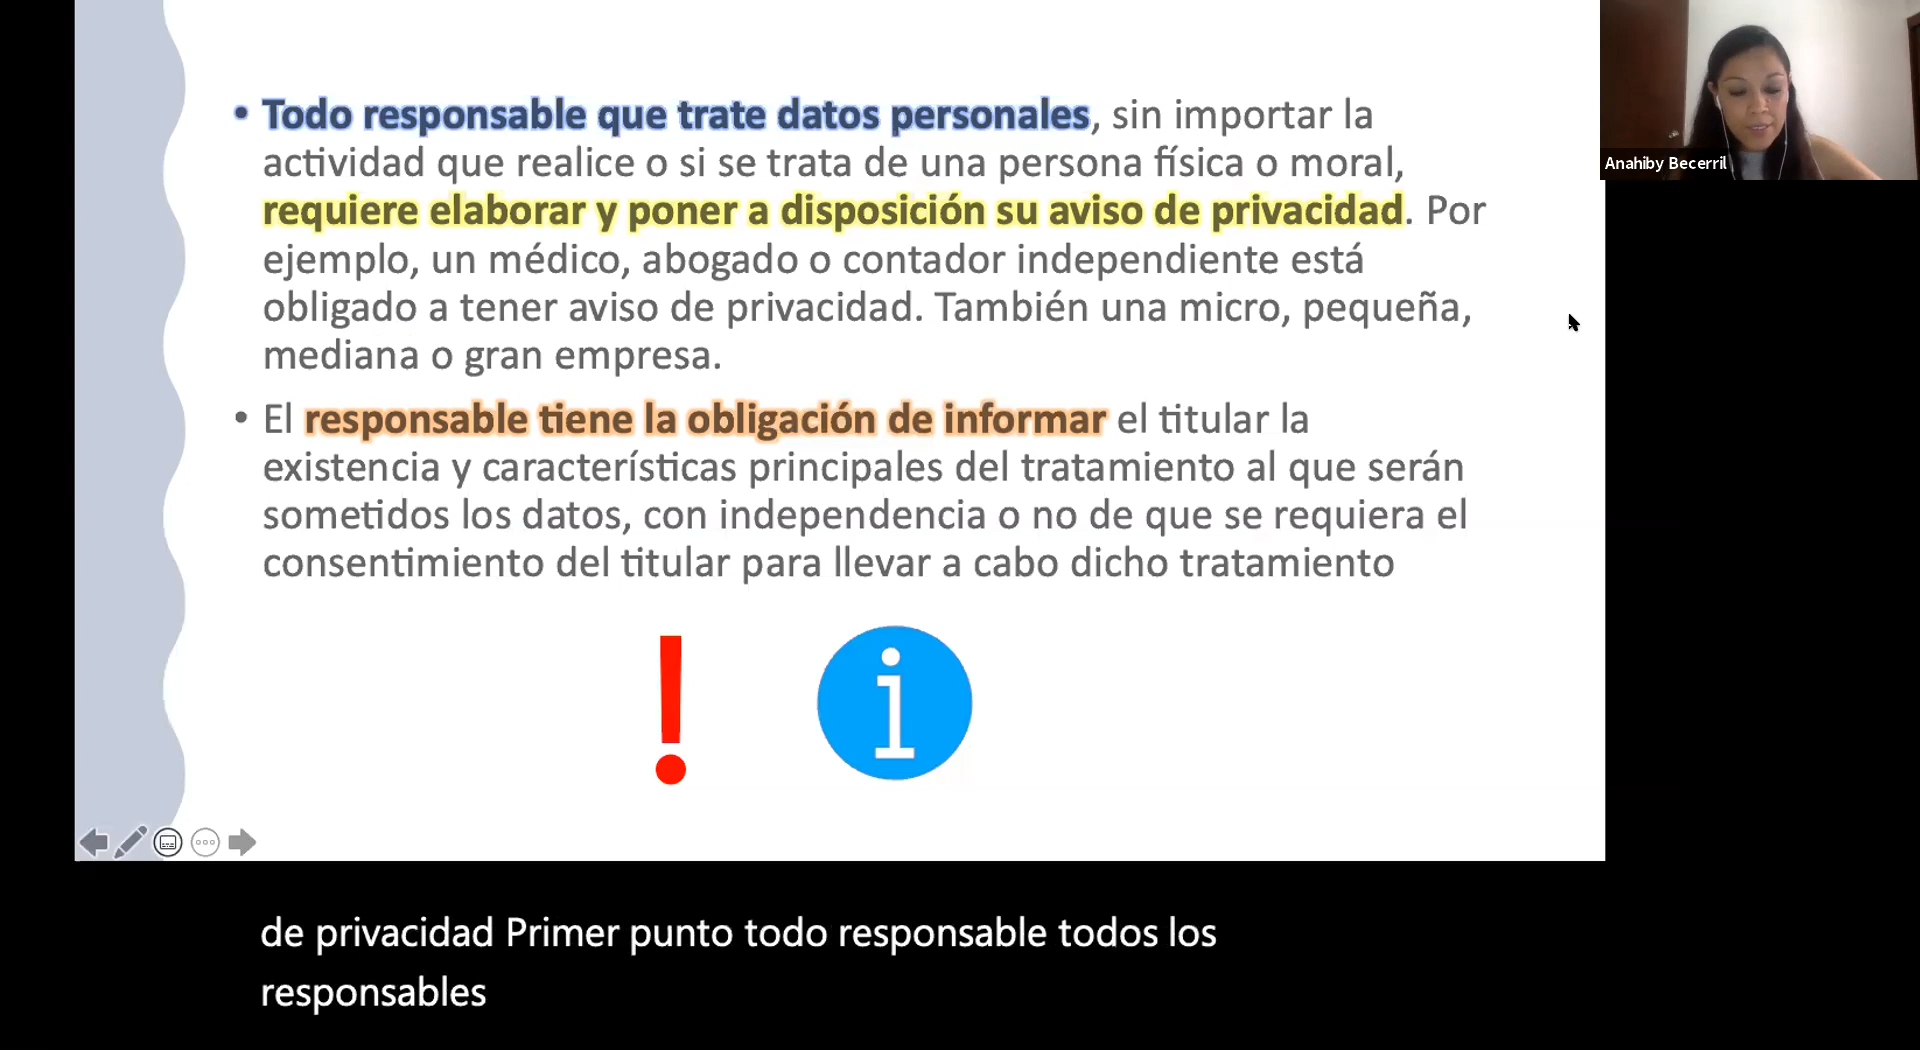 • Todo responsable que trate datos personales, sin importar la
actividad que realice o si se trata de una persona física o moral,
requiere elaborar y poner a disposición su aviso de privacidad. Por
ejemplo, un médico, abogado o contador independiente está
obligado a tener aviso de privacidad. También una micro, pequeña,
mediana o gran empresa.
• El responsable tiene la obligación de informar el titular la
existencia y características principales del tratamiento al que serán
sometidos los datos, con independencia o no de que se requiera el
consentimiento del titular para llevar a cabo dicho tratamiento
! i
Anahiby Becerril
de privacidad Primer punto todo responsable todos los
responsables